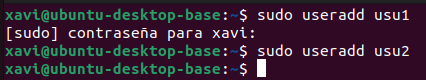 xavi@ubuntu-desktop-base:~$ sudo useradd usu1
[sudo] contraseña para xavi:
xavi@ubuntu-desktop-base:~$ sudo useradd usu2
xavi@ubuntu-desktop-base:~$